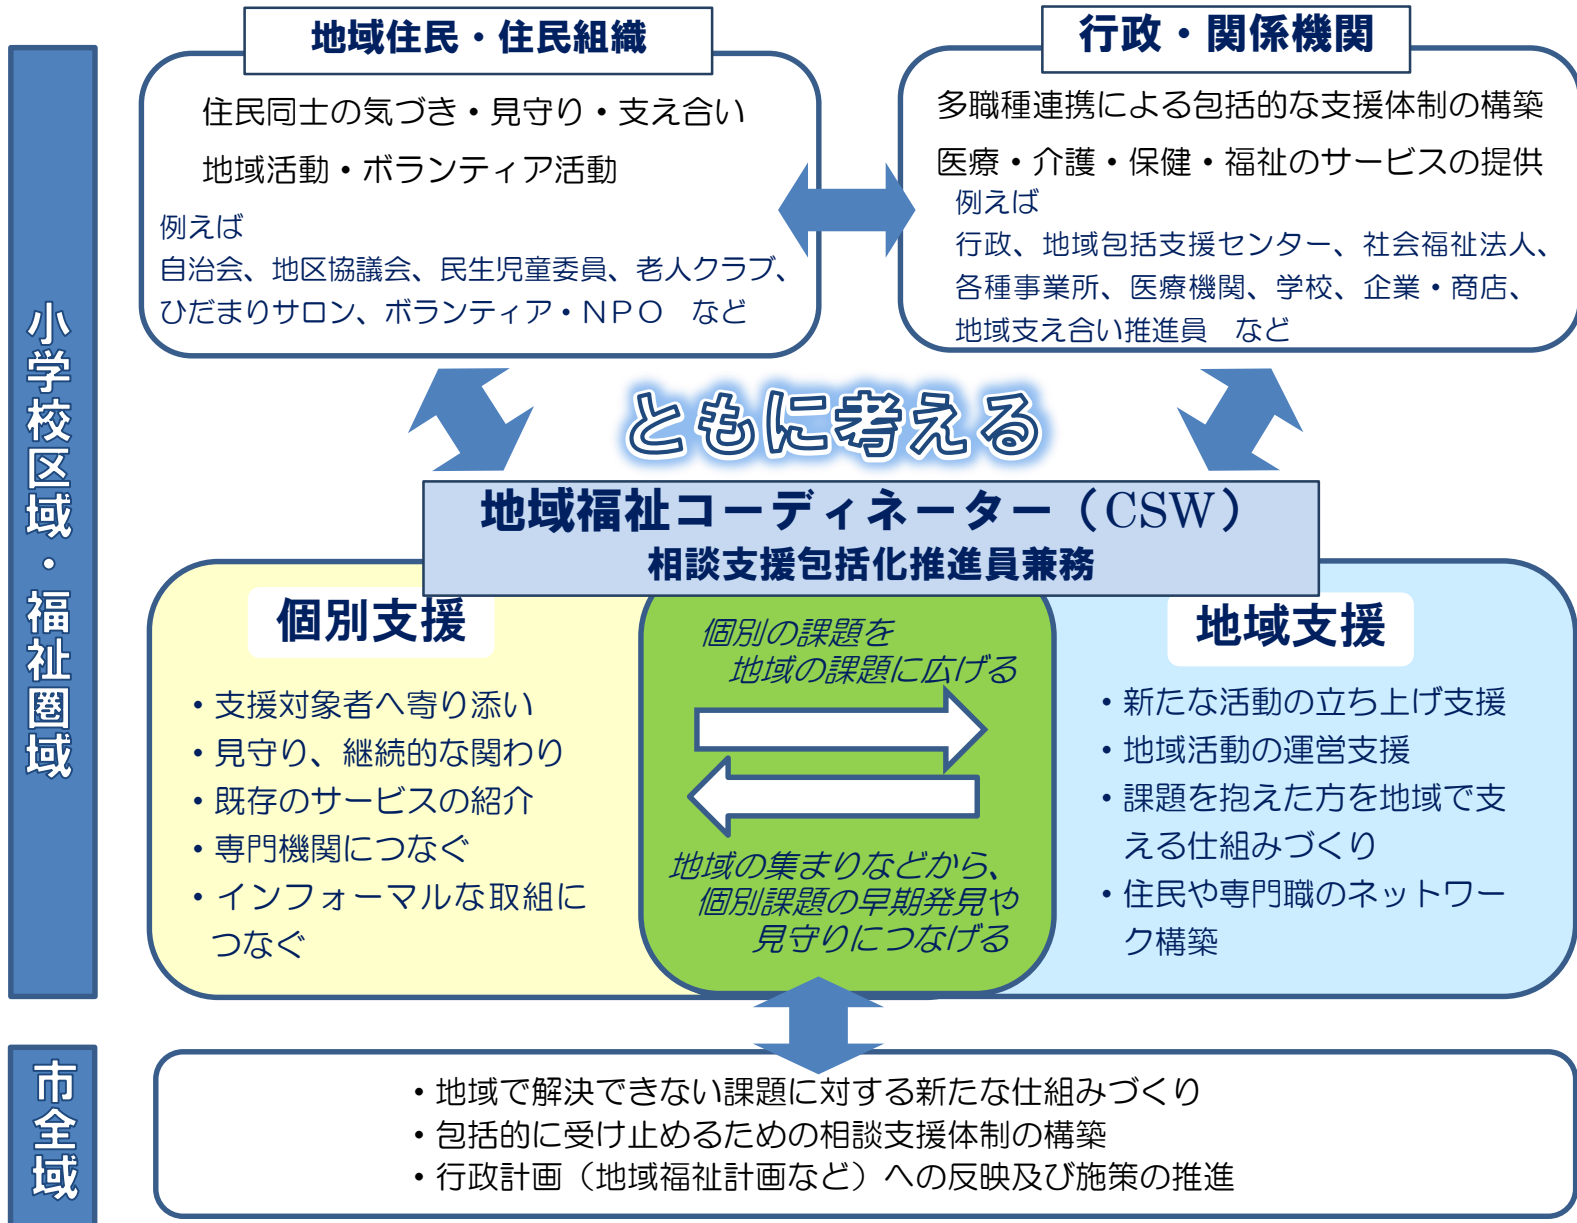 小学校区域・福祉圏域
地域住民・住民組織
住民同士の気づき・見守り・支え合い
地域活動・ボランティア活動
例えば
自治会、地区協議会、民生児童委員、老人クラブ、
ひだまりサロン、ボランティア・ＮＰＯ　など
行政・関係機関
多職種連携による包括的な支援体制の構築
医療・介護・保健・福祉のサービスの提供
例えば
行政、地域包括支援センター、社会福祉法人、
各種事業所、医療機関、学校、企業・商店、
地域支え合い推進員　など
ともに考える
地域福祉コーディネーター（CSW）
相談支援包括化推進員兼務
個別支援
・支援対象者へ寄り添い
・見守り、継続的な関わり
・既存のサービスの紹介
・専門機関につなぐ
・インフォーマルな取組に
つなぐ
個別の課題を
地域の課題に広げる
地域の集まりなどから、
個別課題の早期発見や
見守りにつなげる
地域支援
・新たな活動の立ち上げ支援
・地域活動の運営支援
・課題を抱えた方を地域で支
える仕組みづくり
・住民や専門職のネットワー
ク構築
市全域
・地域で解決できない課題に対する新たな仕組みづくり
・包括的に受け止めるための相談支援体制の構築
・行政計画（地域福祉計画など）への反映及び施策の推進